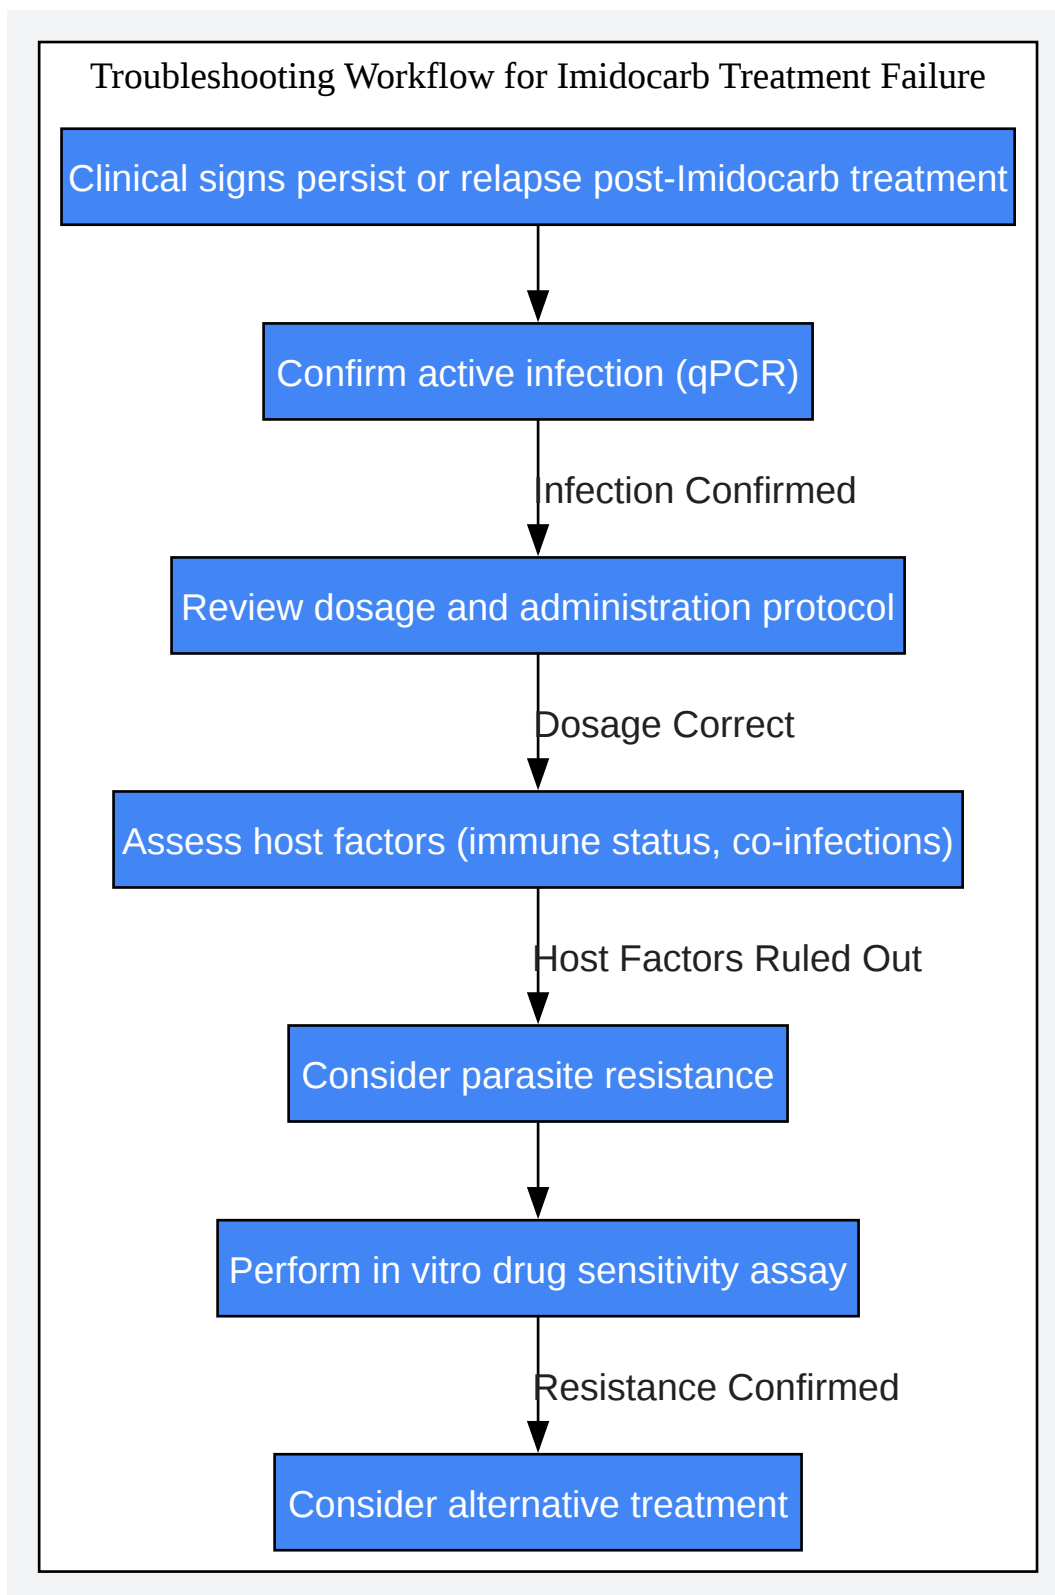 Troubleshooting Workflow for Imidocarb Treatment Failure
Clinical signs persist or relapse post-Imidocarb treatment
Confirm active infection (qPCR)
Infection Confirmed
Review dosage and administration protocol
Dosage Correct
Assess host factors (immune status, co-infections)
Host Factors Ruled Out
Consider parasite resistance
Perform in vitro drug sensitivity assay
Resistance Confirmed
Consider alternative treatment